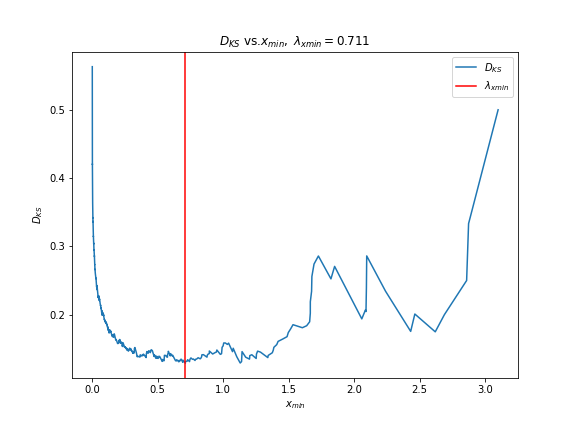 D_KS vs.x_min, λ_xmin = 0.711
D_KS
λ_xmin
D_KS
0.5
0.4
0.3
0.2
0.0 0.5 1.0 1.5 2.0 2.5 3.0
x_min